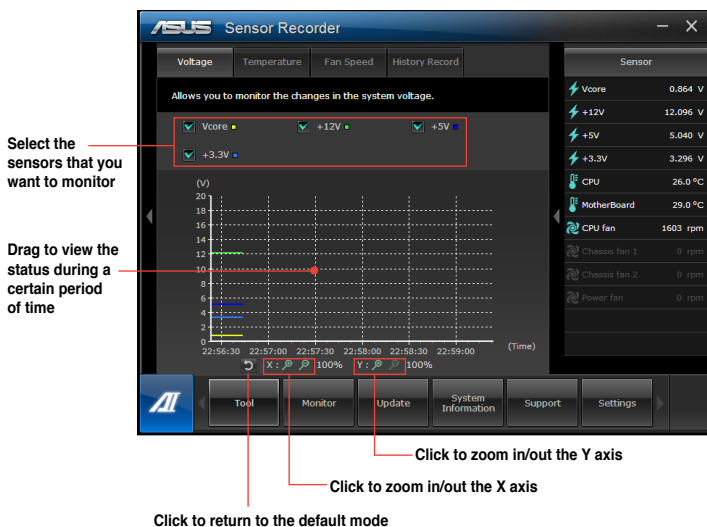 ASUS Sensor Recorder
Voltage Temperature Fan Speed History Record
Allows you to monitor the changes in the system voltage.
Vcore +12V +5V
+3.3V
Select the
sensors that you
want to monitor
Drag to view the
status during a
certain period
of time
(V)
20
18
16
14
12
10
8
6
4
2
0
22:56:30 22:57:00 22:57:30 22:58:00 22:58:30 22:59:00
(Time)
X : 100% Y : 100%
Sensor
Vcore 0.864 V
+12V 12.096 V
+5V 5.040 V
+3.3V 3.296 V
CPU 26.0 ºC
MotherBoard 29.0 ºC
CPU fan 1603 rpm
Chassis fan 1 0 rpm
Chassis fan 2 0 rpm
Power fan 0 rpm
AI
Tool
Monitor
Update
System
Information
Support
Settings
Click to zoom in/out the Y axis
Click to zoom in/out the X axis
Click to return to the default mode